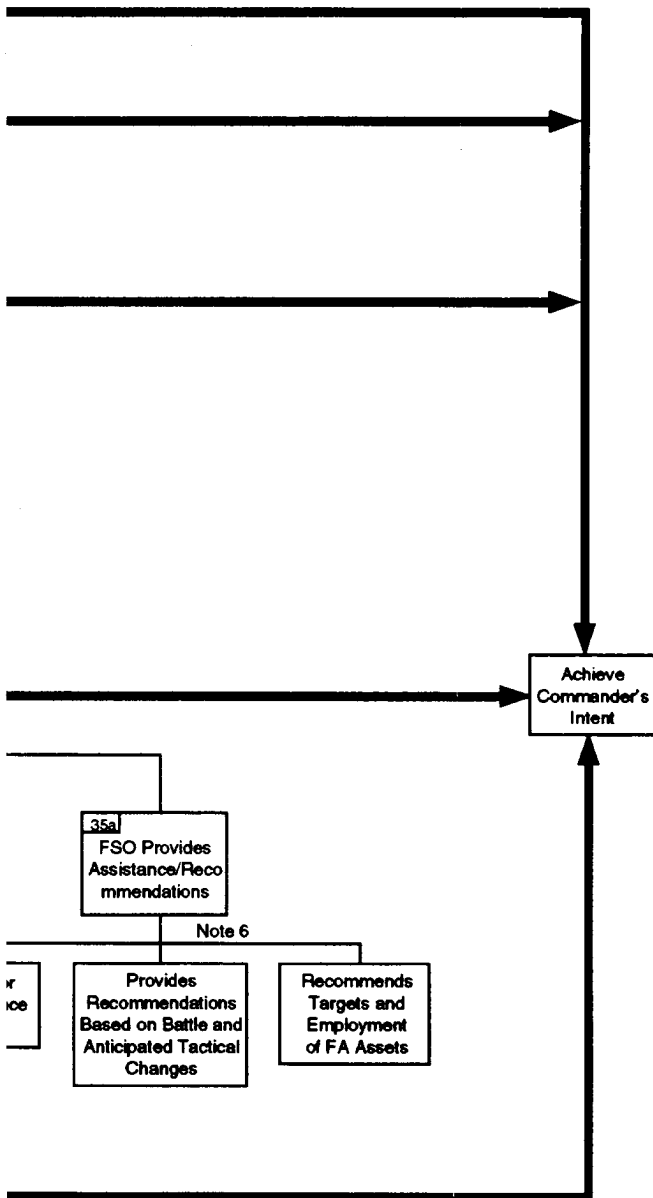 Achieve
Commander's
Intent
35a
FSO Provides
Assistance/Reco
mmendations
Note 6
Provides
Recommendations
Based on Battle and
Anticipated Tactical
Changes
Recommends
Targets and
Employment
of FA Assets